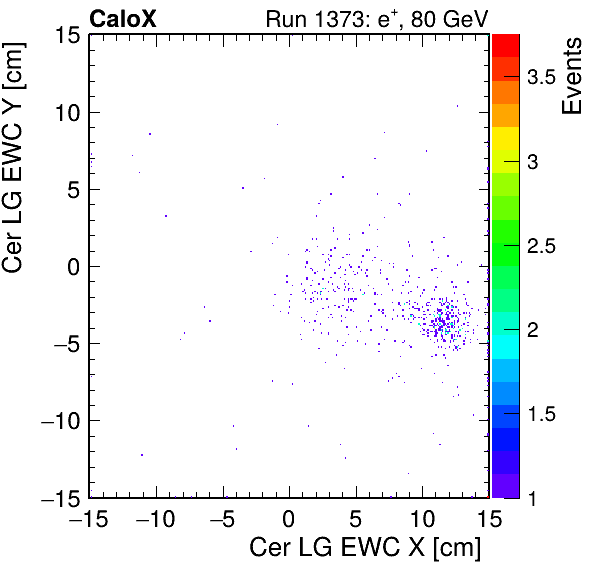 CaloX Run 1373: e+, 80 GeV
Cer LG EWC Y [cm]
15
10
5
0
−5
−10
−15
−15 −10 −5 0 5 10 15
Cer LG EWC X [cm]
Events
3.5
3
2.5
2
1.5
1